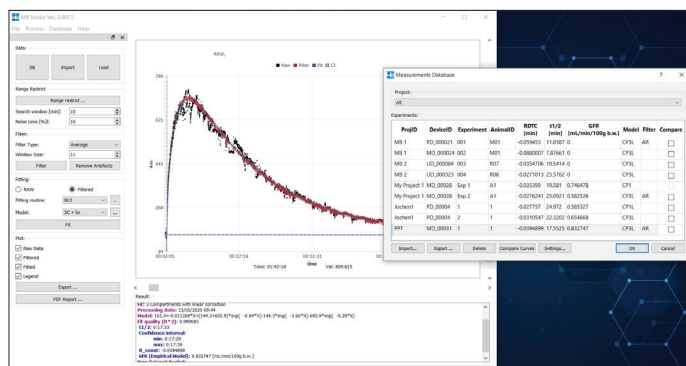 MB Studio Ver. 2.0RC5
File Process Database Help
Data:
DB Import Load
Range Restrict
Range restrict ...
Search window [min]: 10
Noise Leve [%]: 10
Filter:
Filter Type: Average
Window Size: 11
Filter Remove Artefacts
Fitting:
RAW Filtered
Fitting routine: NLS ...
Model: 3C + lin ...
Fit
Plot:
Raw Data
Filtered
Fitted
Legend
Export ...
PDF Report ...
RAW,
Raw Filter Fit CI
796
621
445
269
94
00:03:05 00:27:18 00:51:
time
Time: 01:42:18 Val: 809.615
Result:
Fit: 3 Compartments with linear correction
Processing date: 13/05/2020 09:44
Fit quality (R^2): 0.999083
t1/2: 0:17:33
Confidence interval:
min: 0:17:29
max: 0:17:36
R_const: -0.0394899
GFR (Empirical Model): 0.832747 [mL/min/100g b.w.]
Measurements Database
Project:
All
Experiments:
ProjID DeviceID Experiment AnimalID RDTC [min] t1/2 [min] GFR [mL/min/100g b.w.] Model Filter Compare
MB 1 PD_000021 001 M01 -0.059453 11.6587 0 CP3L AR
MB 1 MO_000024 002 M01 -0.0880007 7.87661 0 CP3L
MB 2 UO_000084 003 R07 -0.0354706 19.5414 0 CP3L
MB 2 UD_000323 004 R08 -0.0271013 25.5762 0 CP3L
My Project 1 MO_00028 Exp 1 A1 -0.035399 19.581 0.746478 CP1
My Project 1 MO_00028 Exp 2 A1 -0.0276241 25.0921 0.582526 CP3L AR
Jochen1 PD_00004 1 1 -0.027757 24.972 0.585327 CP3L
Jochen1 PD_00004 2 1 -0.0310547 22.3202 0.654868 CP3L
PPT MO_00031 1 1 -0.0394899 17.5525 0.832747 CP3L AR
Import... Export ... Delete Compare Curves Settings... OK Cancel